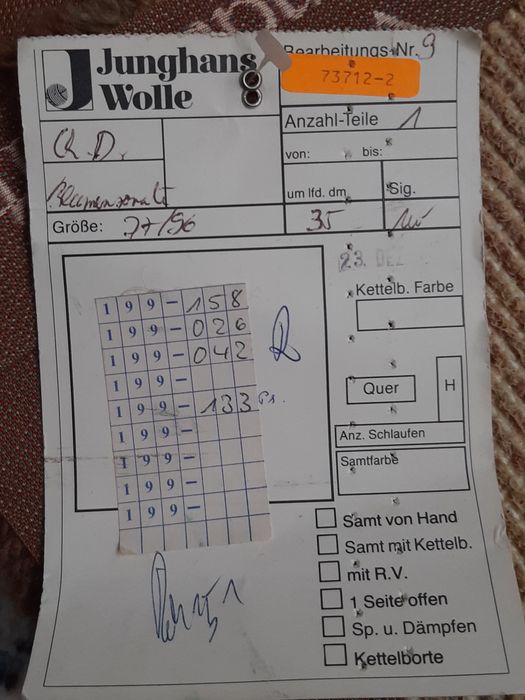 Junghans
Wolle
Bearbeitungs-Nr. 9
73712-2
Anzahl-Teile 1
von: bis:
um lfd. dm
35
Sig.
Größe: 77/96
23. DEZ
Kettelb. Farbe
Quer
H
Anz. Schlaufen
Samtfarbe
199-158
199-026
199-042
199-
199-133
199-
199-
199-
199-
Samt von Hand
Samt mit Kettelb.
mit R.V.
1 Seite offen
Sp. u. Dämpfen
Kettelborte